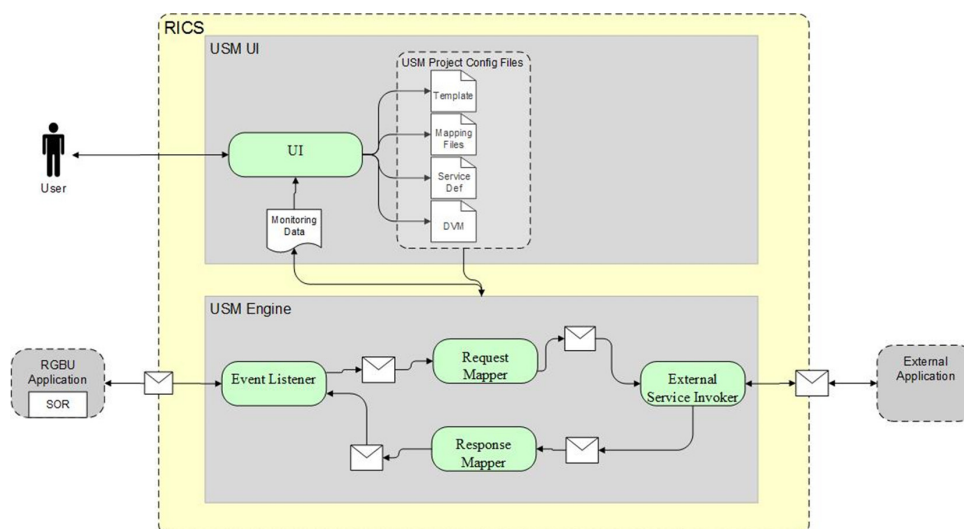 RICS
USM UI
USM Project Config Files
Template
Mapping
Files
Service
Def
DVM
UI
User
Monitoring
Data
USM Engine
RGBU
Application
SOR
Event Listener
Request
Mapper
External
Service Invoker
Response
Mapper
External
Application